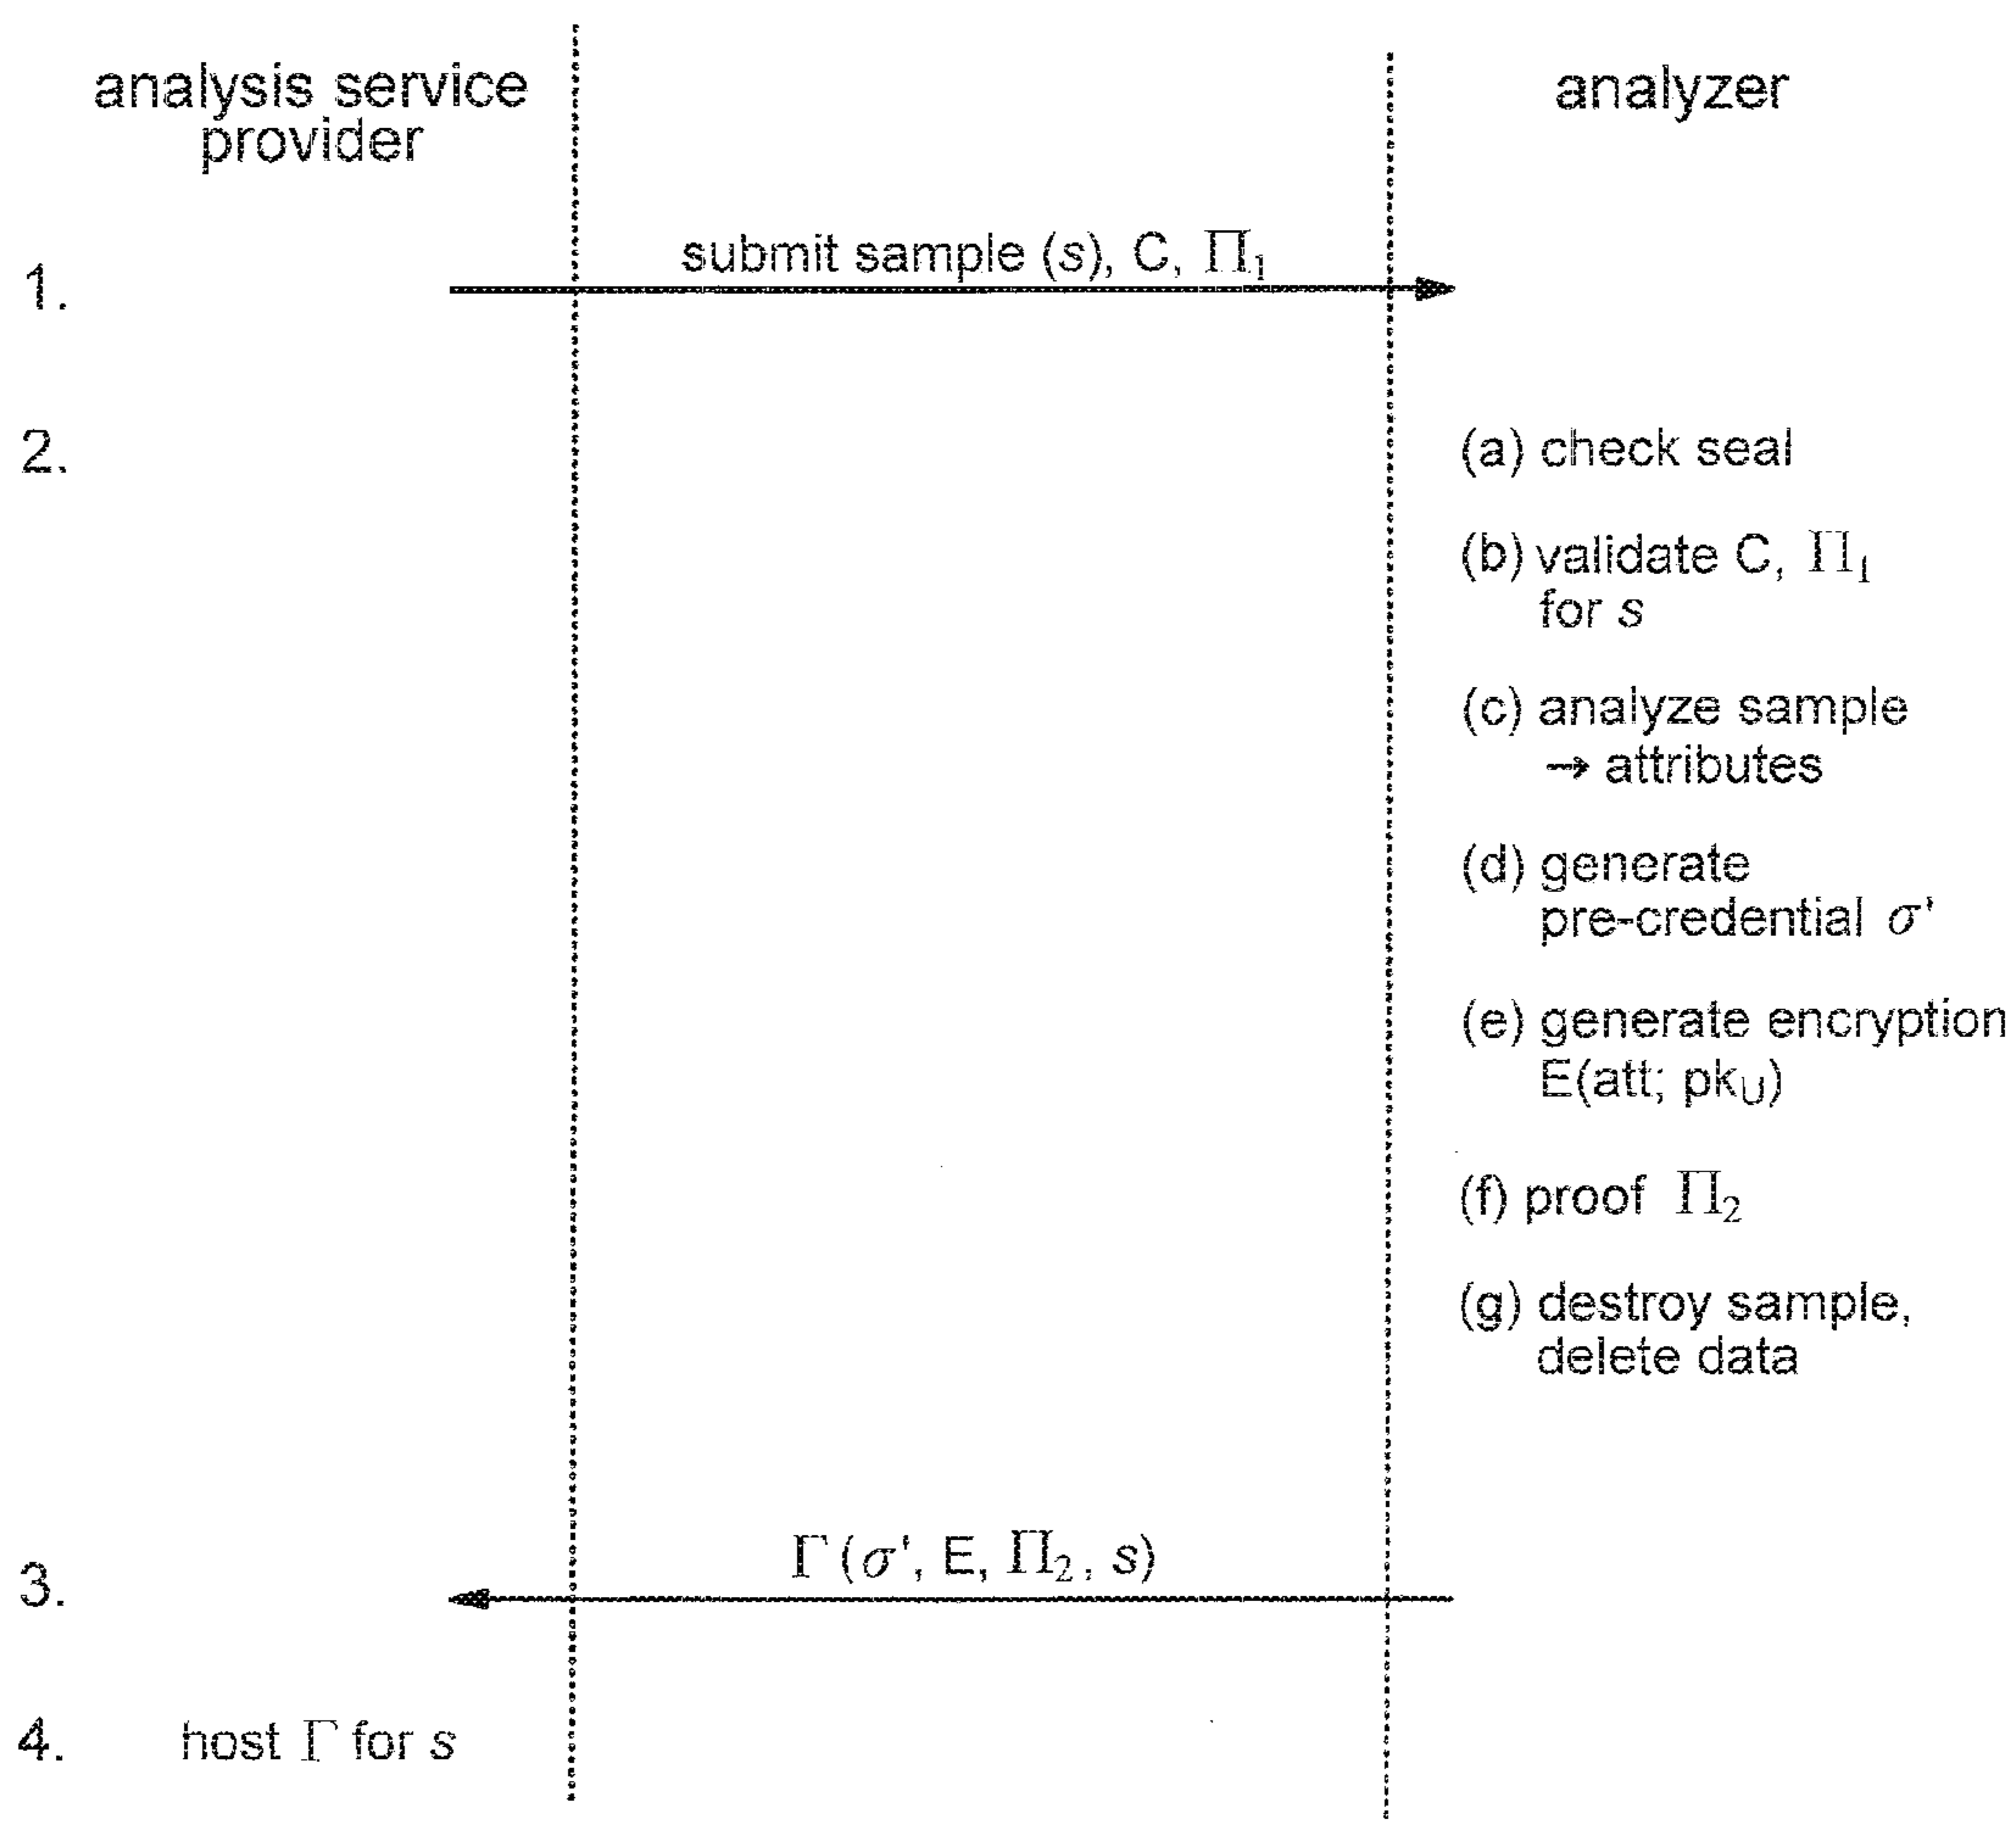 analysis service
provider
analyzer
1.
submit sample (s), C, Π₁
2.
(a) check seal
(b) validate C, Π₁
for s
(c) analyze sample
→ attributes
(d) generate
pre-credential σ'
(e) generate encryption
E(att; pk_U)
(f) proof Π₂
(g) destroy sample,
delete data
3.
Γ (σ', E, Π₂, s)
4.
host Γ for s